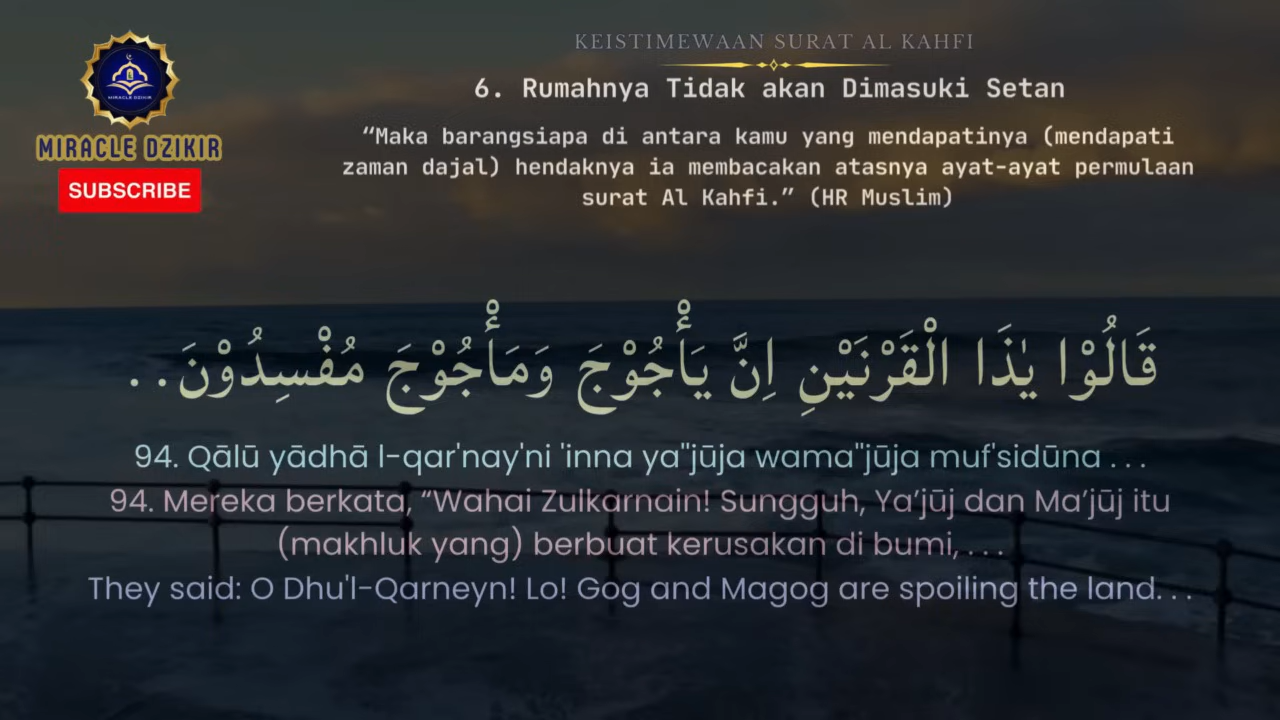 KEISTIMEWAAN SURAT AL KAHFI
6. Rumahnya Tidak akan Dimasuki Setan
“Maka barangsiapa di antara kamu yang mendapatinya (mendapati
zaman dajal) hendaknya ia membacakan atasnya ayat-ayat permulaan
surat Al Kahfi.” (HR Muslim)
MIRACLE DZIKIR
MIRACLE DZIKIR
SUBSCRIBE
قَالُوْا يٰذَا الْقَرْنَيْنِ اِنَّ يَأْجُوْجَ وَمَأْجُوْجَ مُفْسِدُوْنَ..
94. Qālū yādhā l-qar'nay'ni 'inna ya"jūja wama"jūja muf'sidūna . . .
94. Mereka berkata, “Wahai Zulkarnain! Sungguh, Ya’jūj dan Ma’jūj itu
(makhluk yang) berbuat kerusakan di bumi, . . .
They said: O Dhu'l-Qarneyn! Lo! Gog and Magog are spoiling the land. . .